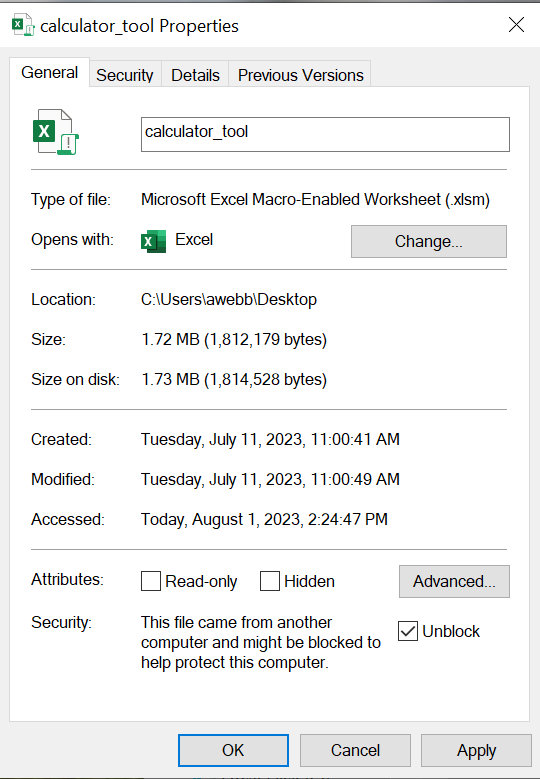 calculator_tool Properties
General
Security
Details
Previous Versions
calculator_tool
Type of file: Microsoft Excel Macro-Enabled Worksheet (.xlsm)
Opens with: Excel
Change...
Location: C:\Users\awebb\Desktop
Size: 1.72 MB (1,812,179 bytes)
Size on disk: 1.73 MB (1,814,528 bytes)
Created: Tuesday, July 11, 2023, 11:00:41 AM
Modified: Tuesday, July 11, 2023, 11:00:49 AM
Accessed: Today, August 1, 2023, 2:24:47 PM
Attributes: Read-only Hidden Advanced...
Security: This file came from another
computer and might be blocked to
help protect this computer.
Unblock
OK
Cancel
Apply